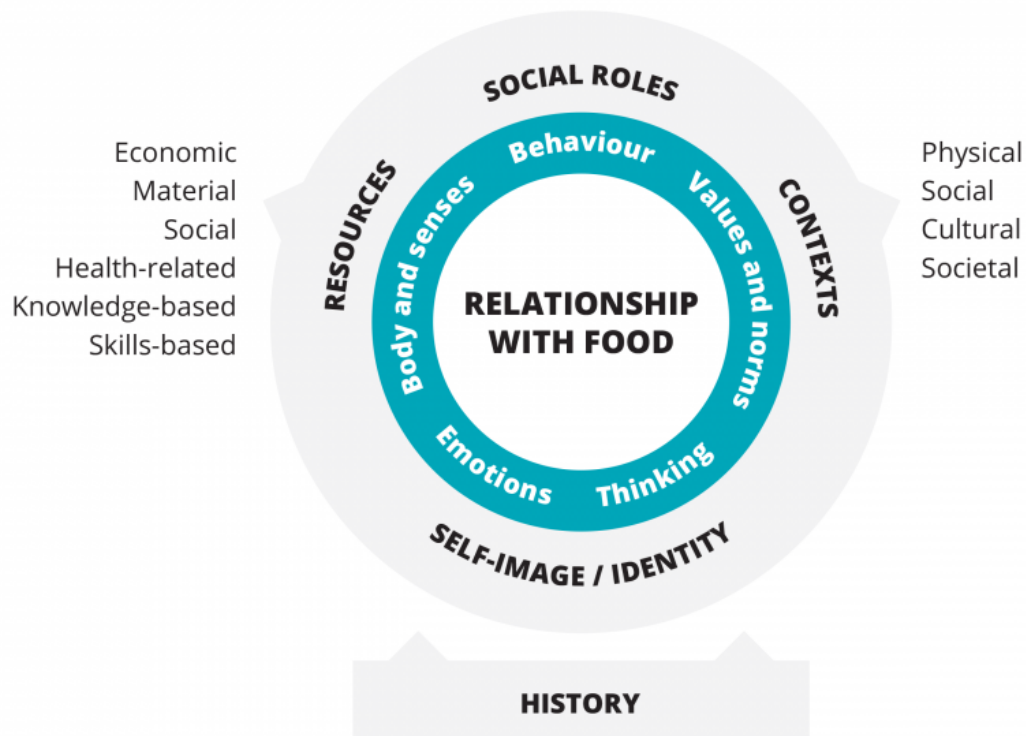 SOCIAL ROLES
Behaviour
Economic
Material
Social
Health-related
Knowledge-based
Skills-based
RESOURCES
Body and senses
RELATIONSHIP
WITH FOOD
Values and norms
CONTEXTS
Physical
Social
Cultural
Societal
Emotions
Thinking
SELF-IMAGE / IDENTITY
HISTORY